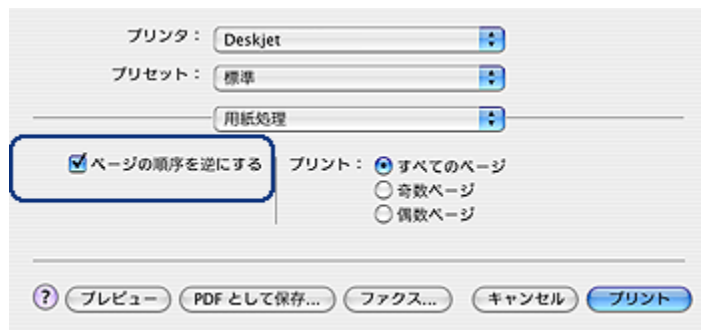 プリンタ： Deskjet
プリセット： 標準
用紙処理
ページの順序を逆にする プリント： すべてのページ
奇数ページ
偶数ページ
? プレビュー PDF として保存... ファクス... キャンセル プリント